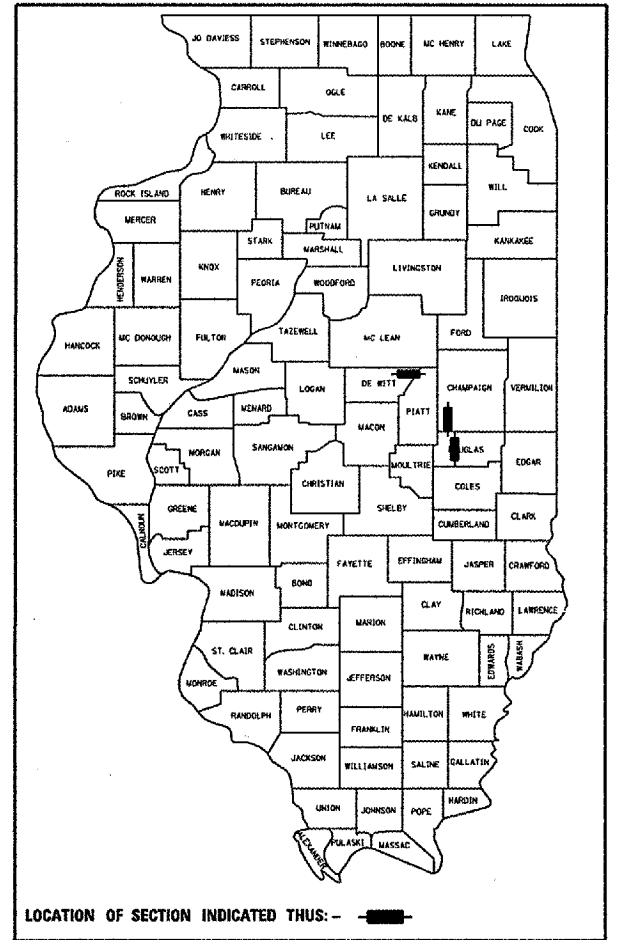 JO DAVIESS STEPHENSON WINNEBAGO BOONE MC HENRY LAKE
CARROLL OGLE DE KALB KANE DU PAGE COOK
WHITESIDE LEE
KENDALL WILL
ROCK ISLAND HENRY BUREAU LA SALLE GRUNDY
MERCER PUTNAM
STARK MARSHALL KANKAKEE
HENDERSON WARREN KNOX PEORIA WOODFORD LIVINGSTON IROQUOIS
HANCOCK MC DONOUGH FULTON TAZEWELL MC LEAN FORD
SCHUYLER MASON LOGAN DE WITT PIATT CHAMPAIGN VERMILION
ADAMS BROWN CASS MENARD MACON
PIKE SCOTT MORGAN SANGAMON MOULTRIE UGLAS EDGAR
CHRISTIAN COLES
CALHOUN GREENE MACOUPIN MONTGOMERY SHELBY CUMBERLAND CLARK
JERSEY FAYETTE EFFINGHAM JASPER CRAWFORD
MADISON BOND
CLINTON MARION CLAY RICHLAND LAWRENCE
ST. CLAIR WASHINGTON JEFFERSON WAYNE EDWARDS WABASH
MONROE
RANDOLPH PERRY FRANKLIN HAMILTON WHITE
JACKSON WILLIAMSON SALINE GALLATIN
UNION JOHNSON POPE HARDIN
ALEXANDER PULASKI MASSAC
LOCATION OF SECTION INDICATED THUS: -